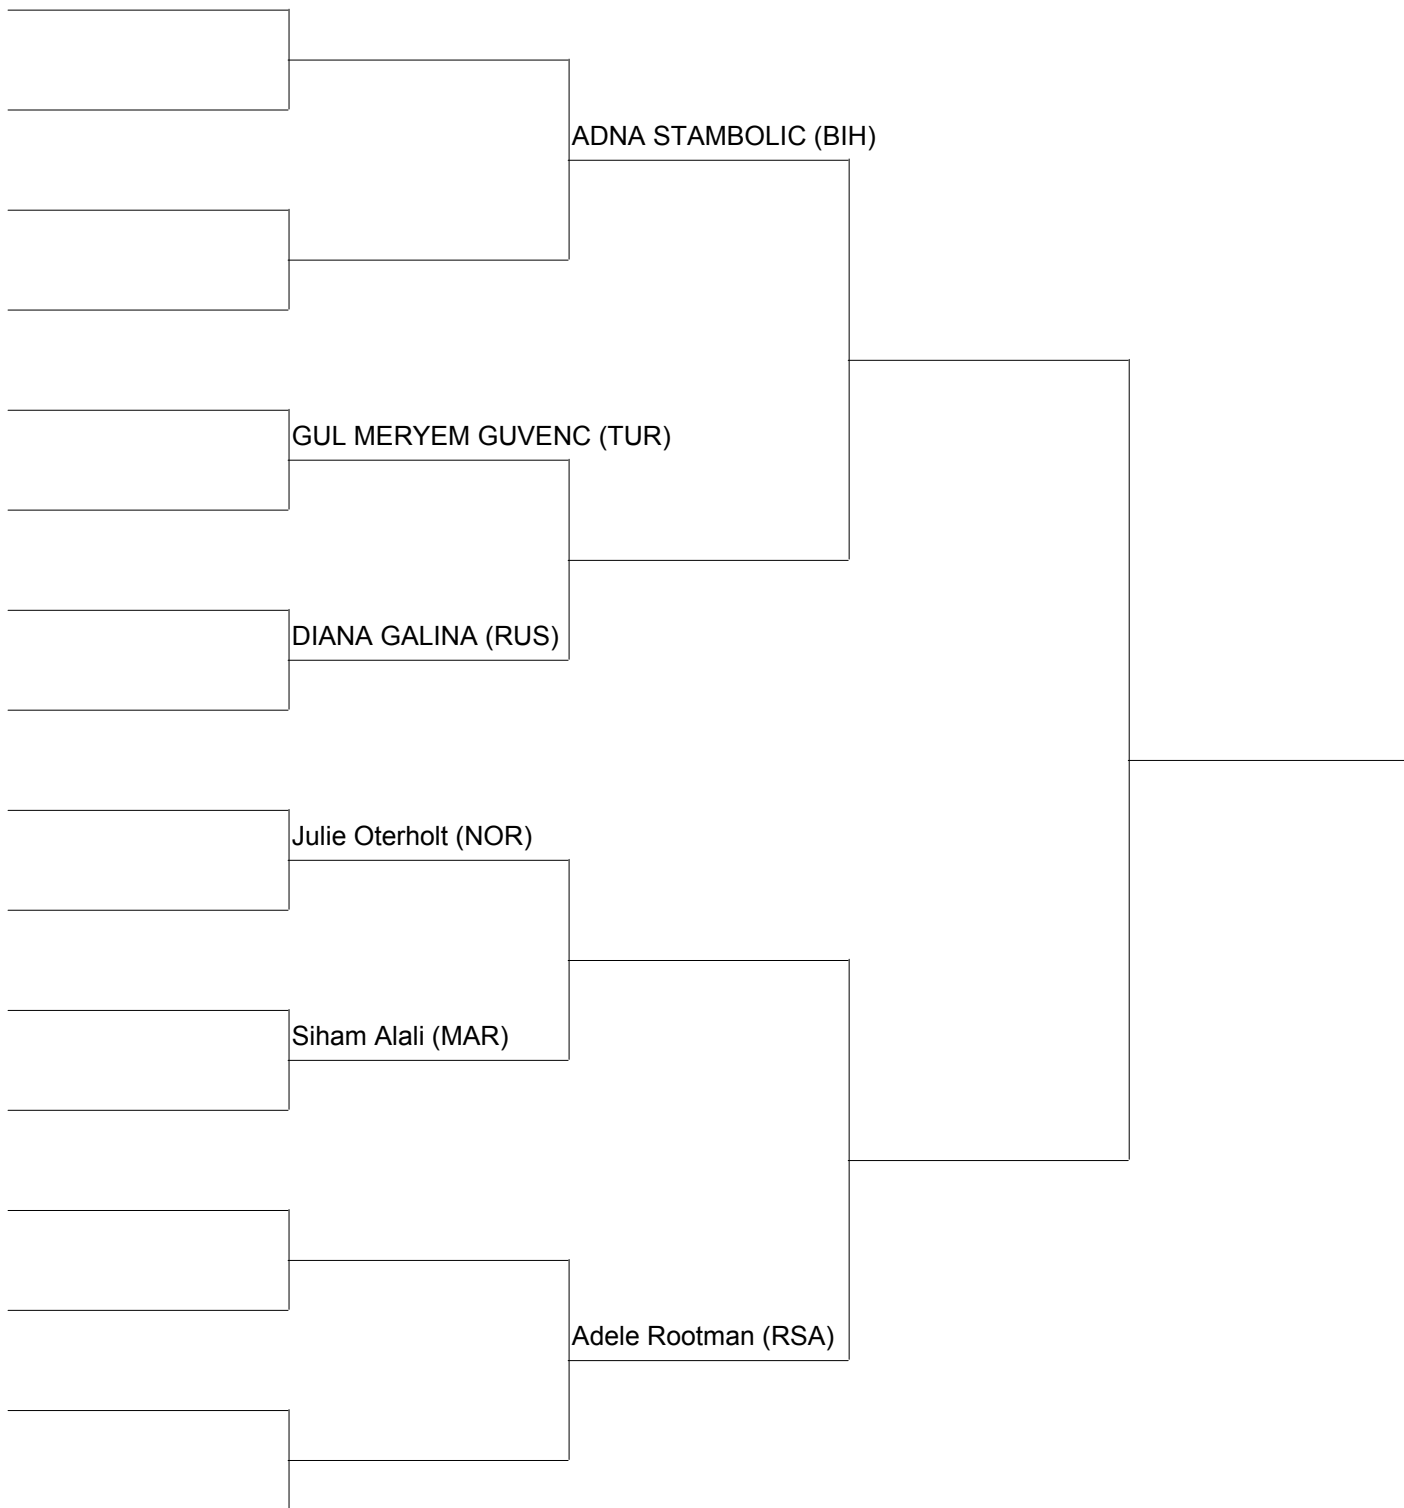 ADNA STAMBOLIC (BIH)
GUL MERYEM GUVENC (TUR)
DIANA GALINA (RUS)
Julie Oterholt (NOR)
Siham Alali (MAR)
Adele Rootman (RSA)